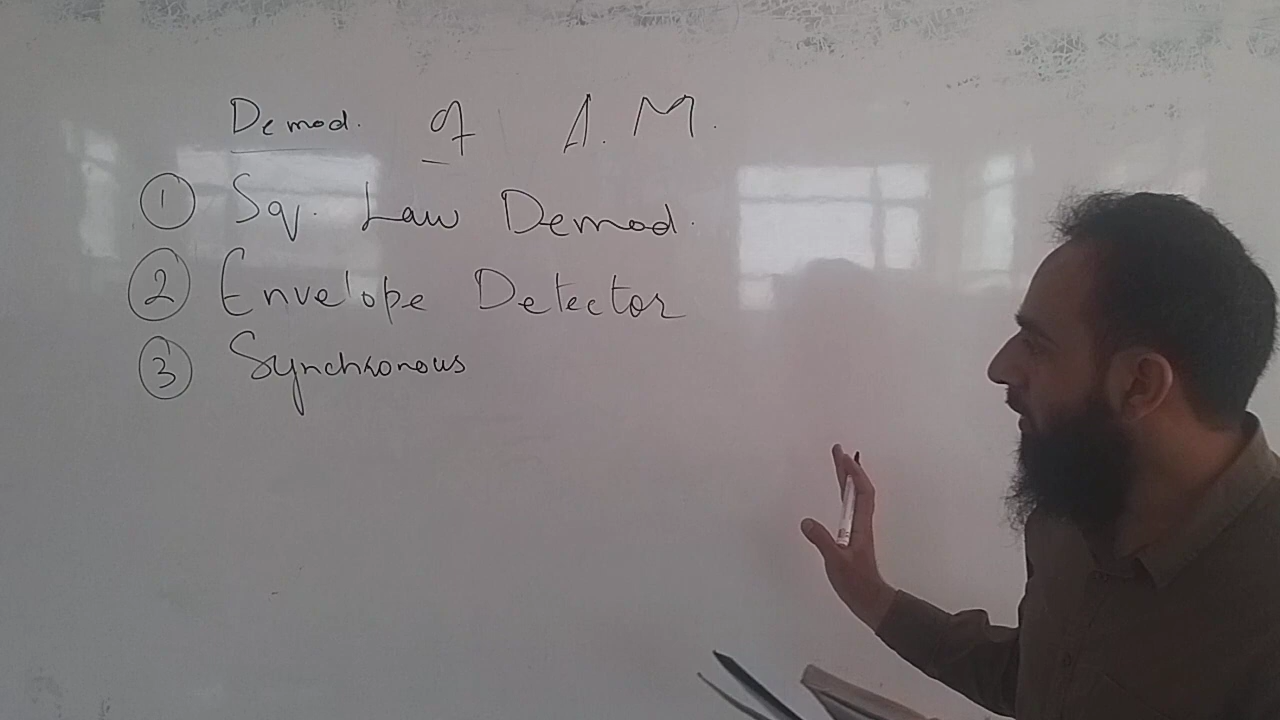 Demod. of A.M.
① Sq. Law Demod.
② Envelope Detector
③ Synchronous